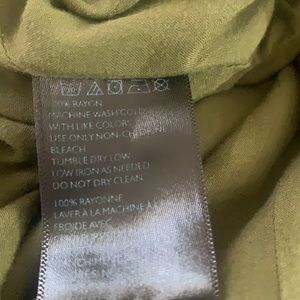 100% RAYON
MACHINE WASH COLD
WITH LIKE COLORS
USE ONLY NON-CHLORINE
BLEACH
TUMBLE DRY LOW
LOW IRON AS NEEDED
DO NOT DRY CLEAN
100% RAYONNE
LAVER À LA MACHINE À
FROIDE AVEC